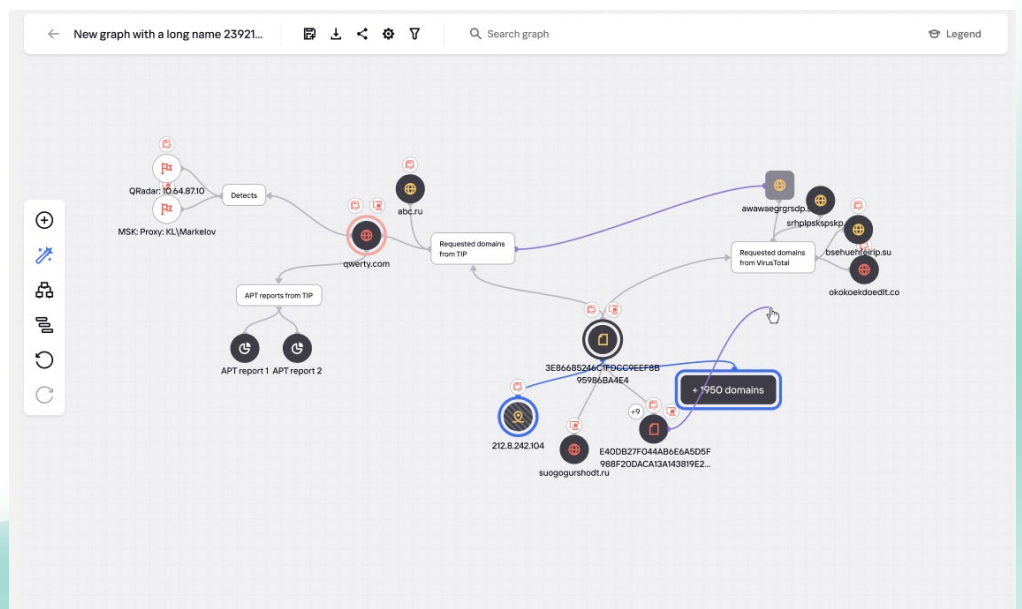 New graph with a long name 23921...
Search graph
Legend
QRadar: 10.64.87.10
MSK: Proxy: KL\Markelov
Detects
abc.ru
qwerty.com
Requested domains
from TIP
awawaegrgrsdp.
srhplpskspskp
bsehuehfeirip.su
okokoekdoedlt.co
Requested domains
from VirusTotal
APT reports from TIP
APT report 1
APT report 2
3E86685246C1FDCC9EEF8B
95986BA4E4
+ 1950 domains
212.8.242.104
suogogurshodt.ru
+9
E40DB27F044AB6E6A5D5F
988F20DACA13A143819E2...